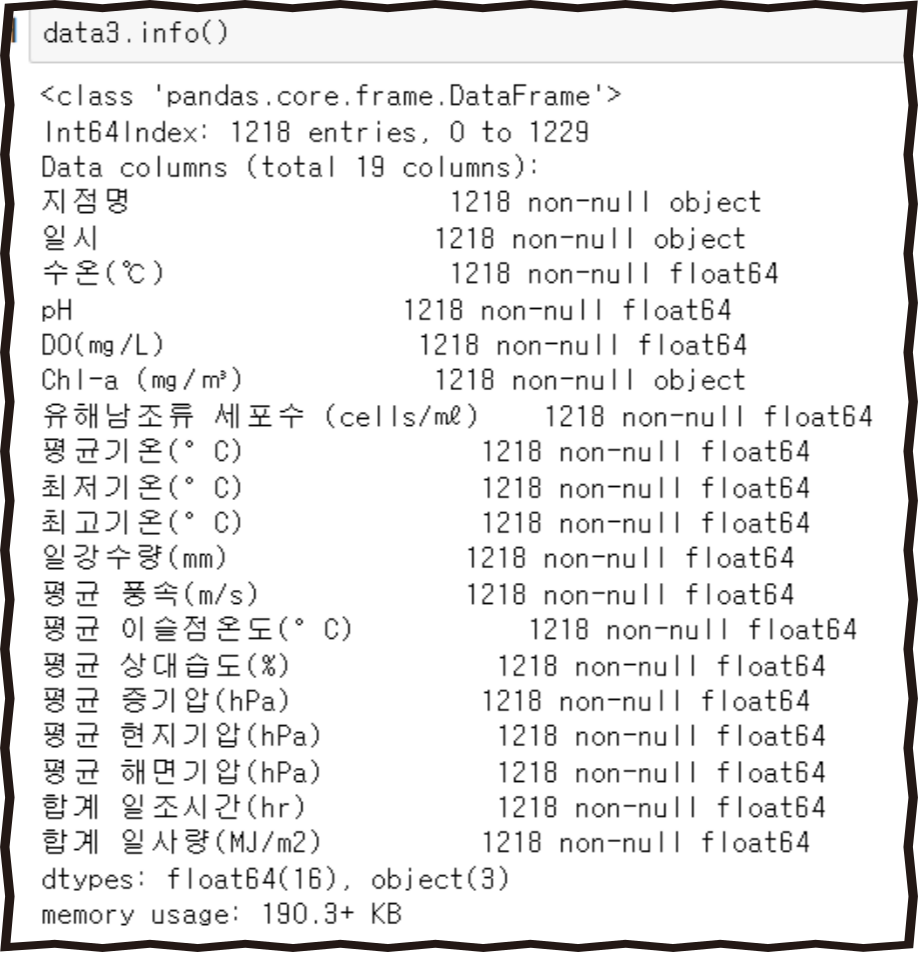 data3.info()
<class 'pandas.core.frame.DataFrame'>
Int64Index: 1218 entries, 0 to 1229
Data columns (total 19 columns):
지점명 1218 non-null object
일시 1218 non-null object
수온(℃) 1218 non-null float64
pH 1218 non-null float64
DO(㎎/L) 1218 non-null float64
Chl-a (㎎/㎥) 1218 non-null object
유해남조류 세포수 (cells/㎖) 1218 non-null float64
평균기온(° C) 1218 non-null float64
최저기온(° C) 1218 non-null float64
최고기온(° C) 1218 non-null float64
일강수량(mm) 1218 non-null float64
평균 풍속(m/s) 1218 non-null float64
평균 이슬점온도(° C) 1218 non-null float64
평균 상대습도(%) 1218 non-null float64
평균 증기압(hPa) 1218 non-null float64
평균 현지기압(hPa) 1218 non-null float64
평균 해면기압(hPa) 1218 non-null float64
합계 일조시간(hr) 1218 non-null float64
합계 일사량(MJ/m2) 1218 non-null float64
dtypes: float64(16), object(3)
memory usage: 190.3+ KB